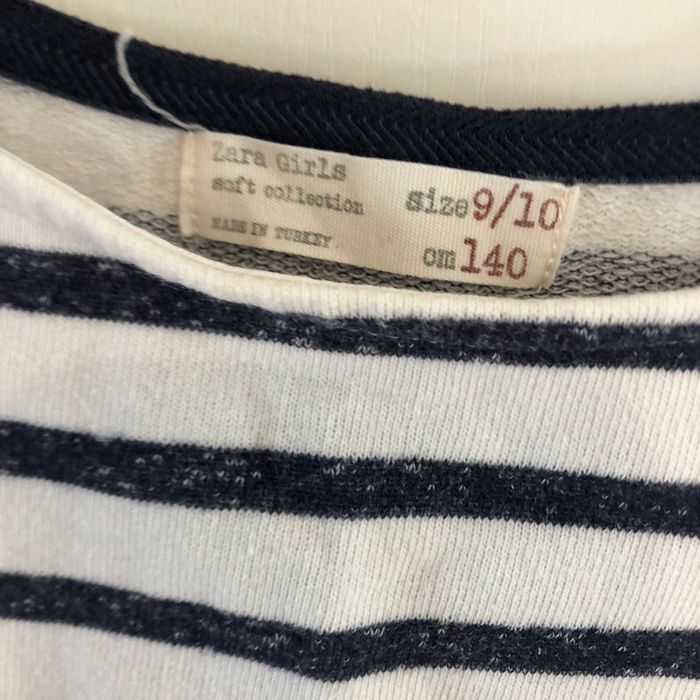 Zara Girls
soft collection
MADE IN TURKEY
size 9/10
cm 140